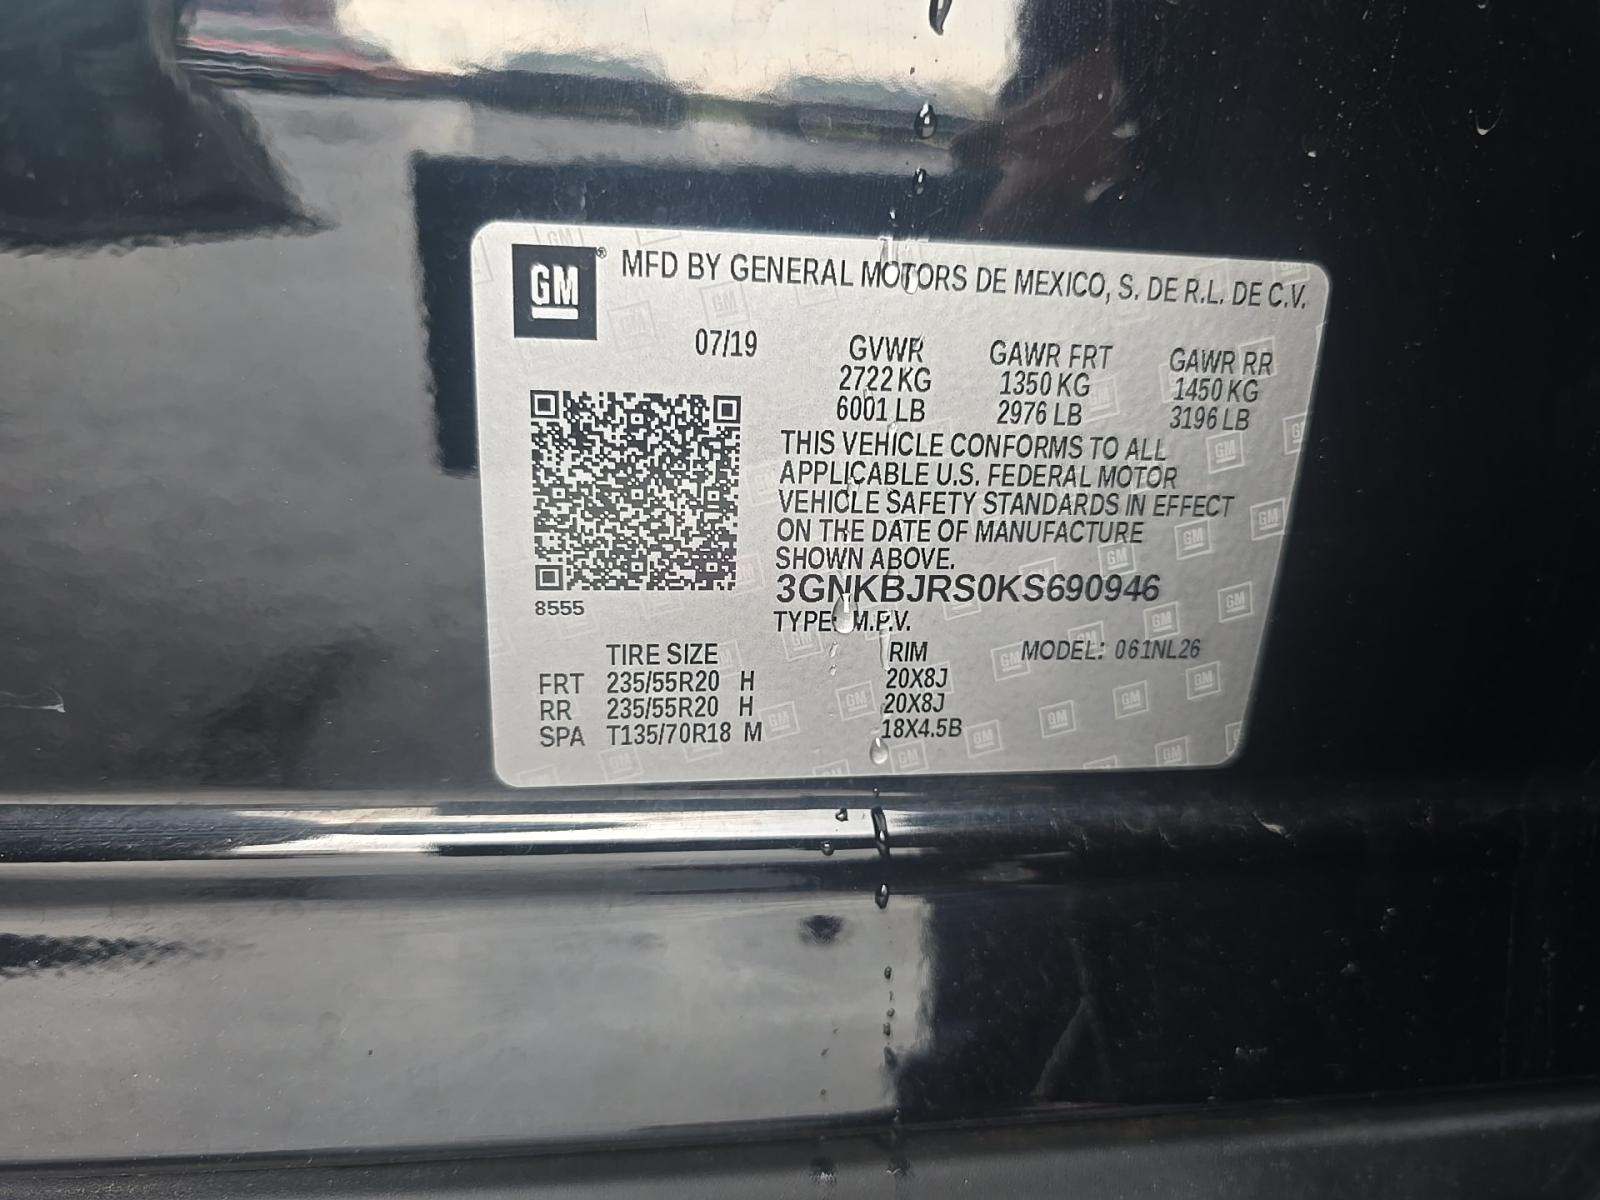 GM® MFD BY GENERAL MOTORS DE MEXICO, S. DE R.L. DE C.V.
07/19 GVWR GAWR FRT GAWR RR
2722 KG 1350 KG 1450 KG
6001 LB 2976 LB 3196 LB
THIS VEHICLE CONFORMS TO ALL
APPLICABLE U.S. FEDERAL MOTOR
VEHICLE SAFETY STANDARDS IN EFFECT
ON THE DATE OF MANUFACTURE
SHOWN ABOVE.
3GNKBJRS0KS690946
8555
TYPE: M.P.V.
TIRE SIZE RIM MODEL: 061NL26
FRT 235/55R20 H 20X8J
RR 235/55R20 H 20X8J
SPA T135/70R18 M 18X4.5B